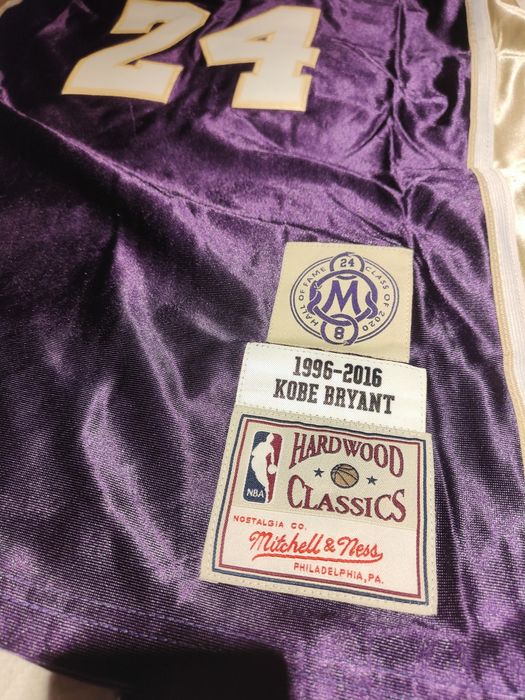 24
24
HALL OF FAME CLASS OF 2020
M
8
1996-2016
KOBE BRYANT
NBA
HARDWOOD
CLASSICS
NOSTALGIA CO.
Mitchell & Ness
PHILADELPHIA, PA.